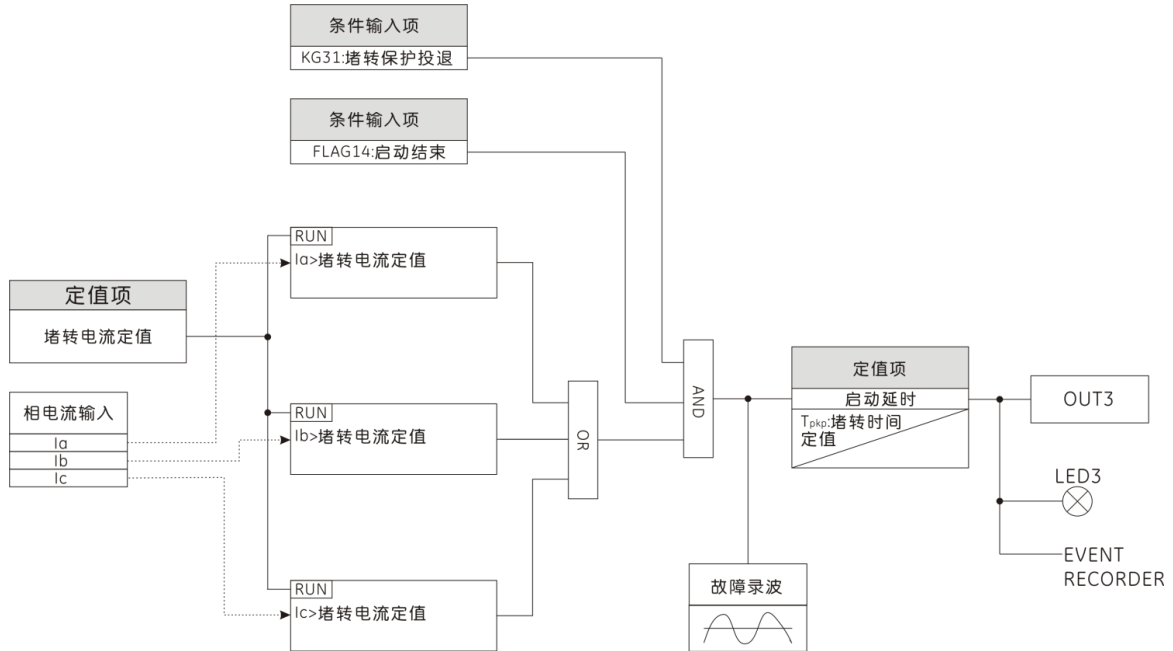 条件输入项
KG31:堵转保护投退
条件输入项
FLAG14:启动结束
RUN
Ia>堵转电流定值
定值项
堵转电流定值
相电流输入
Ia
Ib
Ic
RUN
Ib>堵转电流定值
RUN
Ic>堵转电流定值
OR
AND
定值项
启动延时
Tpkp:堵转时间
定值
OUT3
LED3
EVENT
RECORDER
故障录波